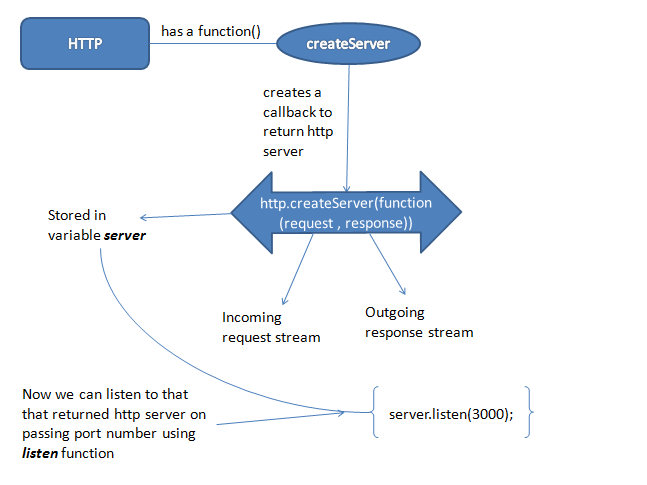 HTTP
has a function()
createServer
creates a
callback to
return http
server
http.createServer(function
(request , response))
Stored in
variable server
Incoming
request stream
Outgoing
response stream
Now we can listen to that
that returned http server on
passing port number using
listen function
server.listen(3000);